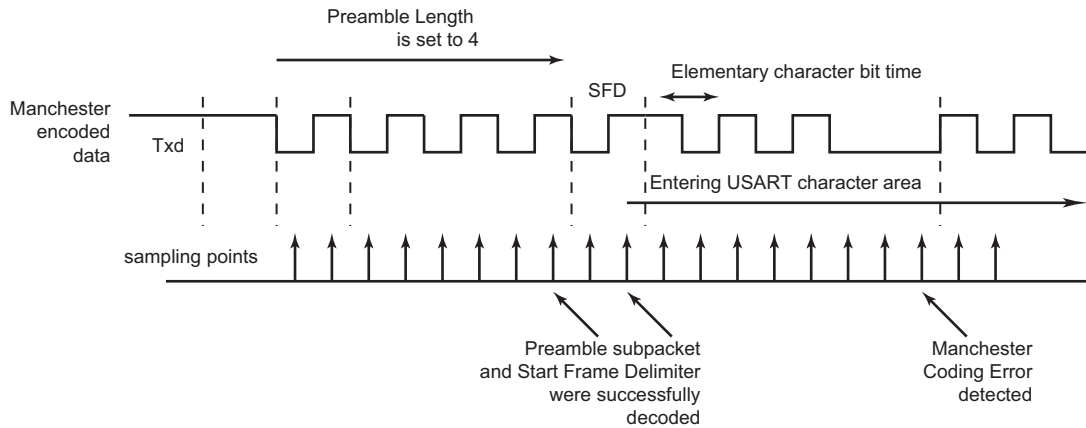 Preamble Length
is set to 4
SFD
Elementary character bit time
Manchester
encoded
data
Txd
Entering USART character area
sampling points
Preamble subpacket
and Start Frame Delimiter
were successfully
decoded
Manchester
Coding Error
detected